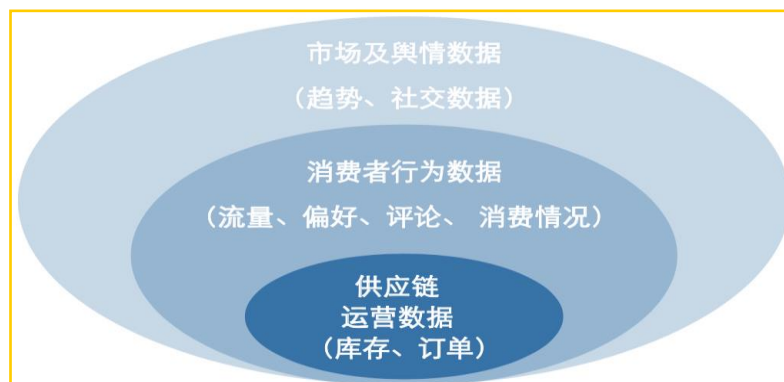 市场及舆情数据
（趋势、社交数据）
消费者行为数据
（流量、偏好、评论、 消费情况）
供应链
运营数据
（库存、订单）